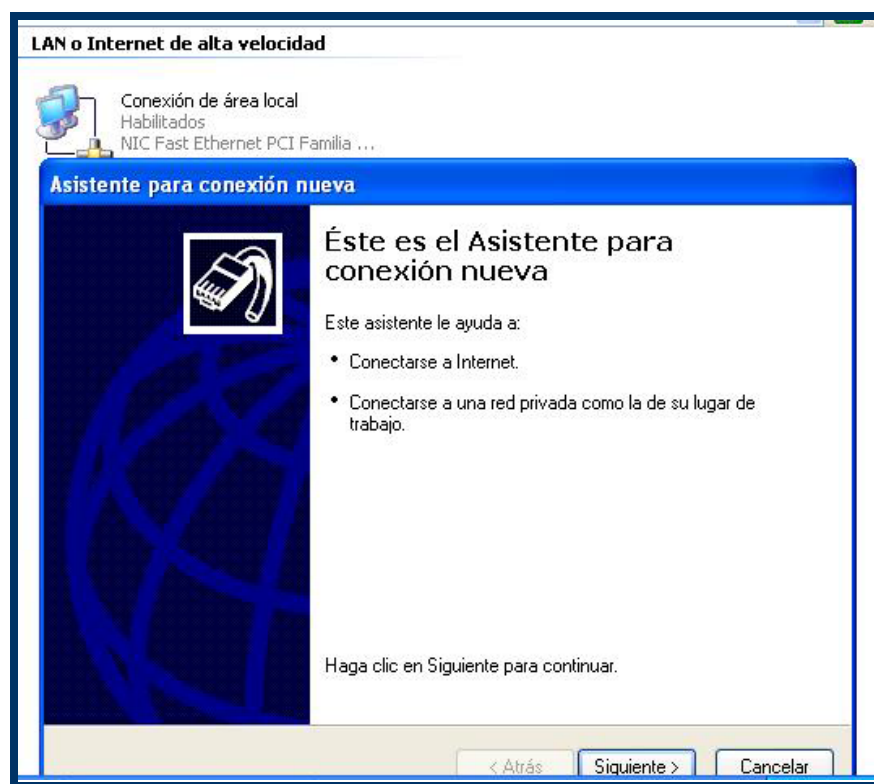 LAN o Internet de alta velocidad
Conexión de área local
Habilitados
NIC Fast Ethernet PCI Familia ...
Asistente para conexión nueva
Éste es el Asistente para
conexión nueva
Este asistente le ayuda a:
• Conectarse a Internet.
• Conectarse a una red privada como la de su lugar de
trabajo.
Haga clic en Siguiente para continuar.
< Atrás Siguiente > Cancelar